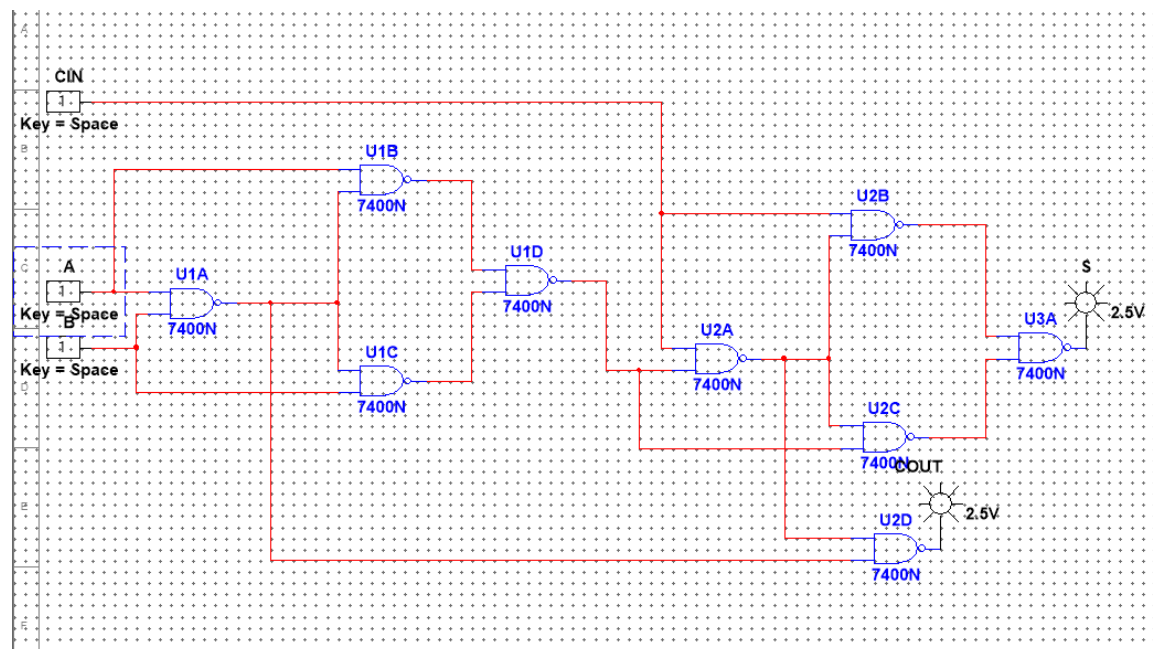 A
CIN
1
Key = Space
B
U1B
7400N
U2B
7400N
C
A
1
Key = Space
U1A
7400N
U1D
7400N
S
2.5V
B
1
Key = Space
U3A
7400N
U2A
7400N
U1C
7400N
D
U2C
7400N
COUT
2.5V
E
U2D
7400N
F